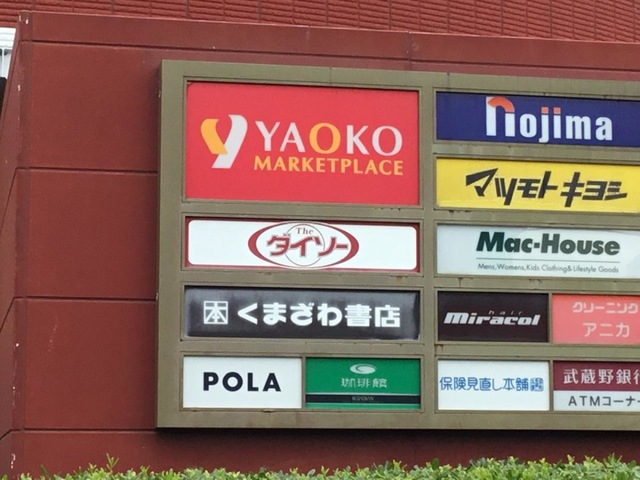 YAOKO
MARKETPLACE
The
ダイソー
本 くまざわ書店
POLA
珈琲館
nojima
マツモトキヨシ
Mac-House
Mens,Womens,Kids Clothing& Lifestyle Goods
hair
Miracol
クリーニング
アニカ
保険見直し本舗
武蔵野銀行
ATMコーナー